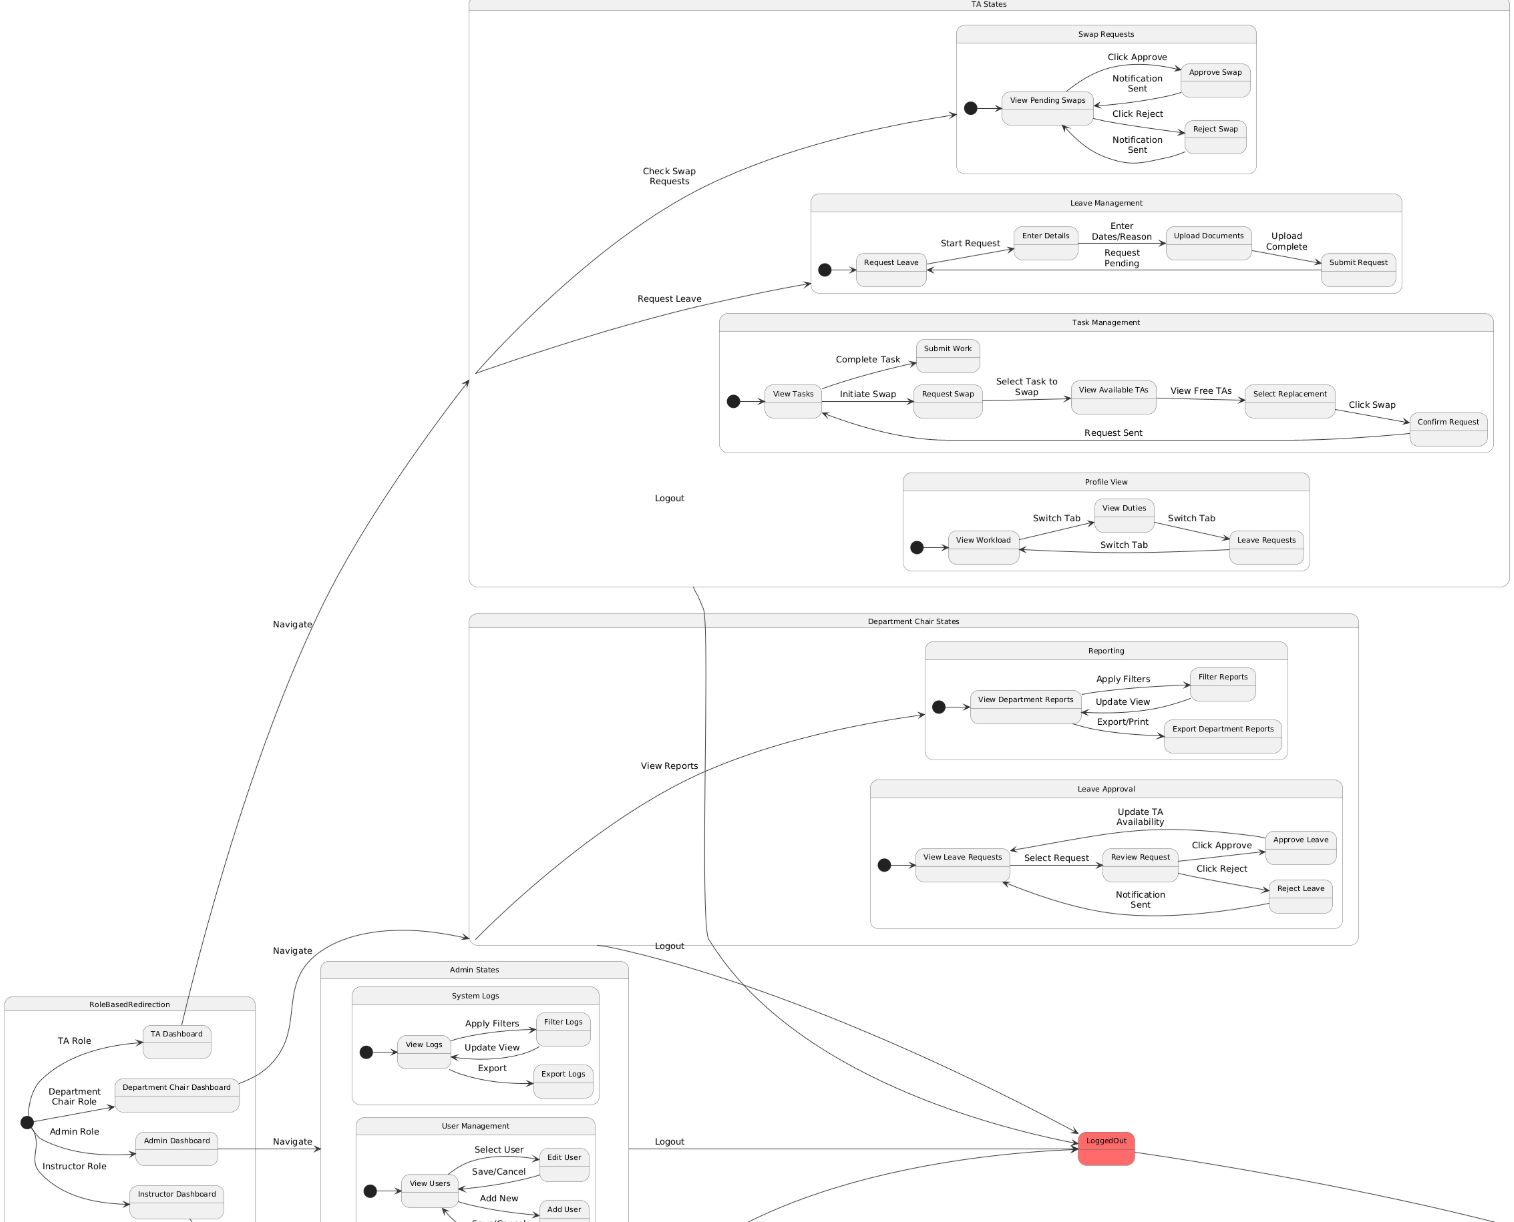 TA States
Swap Requests
Click Approve
Approve Swap
Notification
Sent
View Pending Swaps
Click Reject
Reject Swap
Notification
Sent
Check Swap
Requests
Leave Management
Enter Details
Enter
Dates/Reason
Upload Documents
Upload
Complete
Start Request
Request
Pending
Request Leave
Submit Request
Request Leave
Task Management
Submit Work
Complete Task
View Tasks
Initiate Swap
Request Swap
Select Task to
Swap
View Available TAs
View Free TAs
Select Replacement
Click Swap
Confirm Request
Request Sent
Profile View
Logout
View Duties
Switch Tab
Switch Tab
View Workload
Switch Tab
Leave Requests
Department Chair States
Navigate
Reporting
Apply Filters
Filter Reports
View Department Reports
Update View
Export/Print
Export Department Reports
View Reports
Leave Approval
Update TA
Availability
Approve Leave
Click Approve
View Leave Requests
Select Request
Review Request
Click Reject
Reject Leave
Notification
Sent
Logout
Navigate
Admin States
System Logs
RoleBasedRedirection
Apply Filters
Filter Logs
View Logs
Update View
Export
Export Logs
TA Dashboard
TA Role
Department Chair Dashboard
Department
Chair Role
Admin Role
Admin Dashboard
Navigate
Instructor Role
Instructor Dashboard
User Management
Select User
Edit User
Save/Cancel
View Users
Add New
Add User
Save/Cancel
Logout
LoggedOut